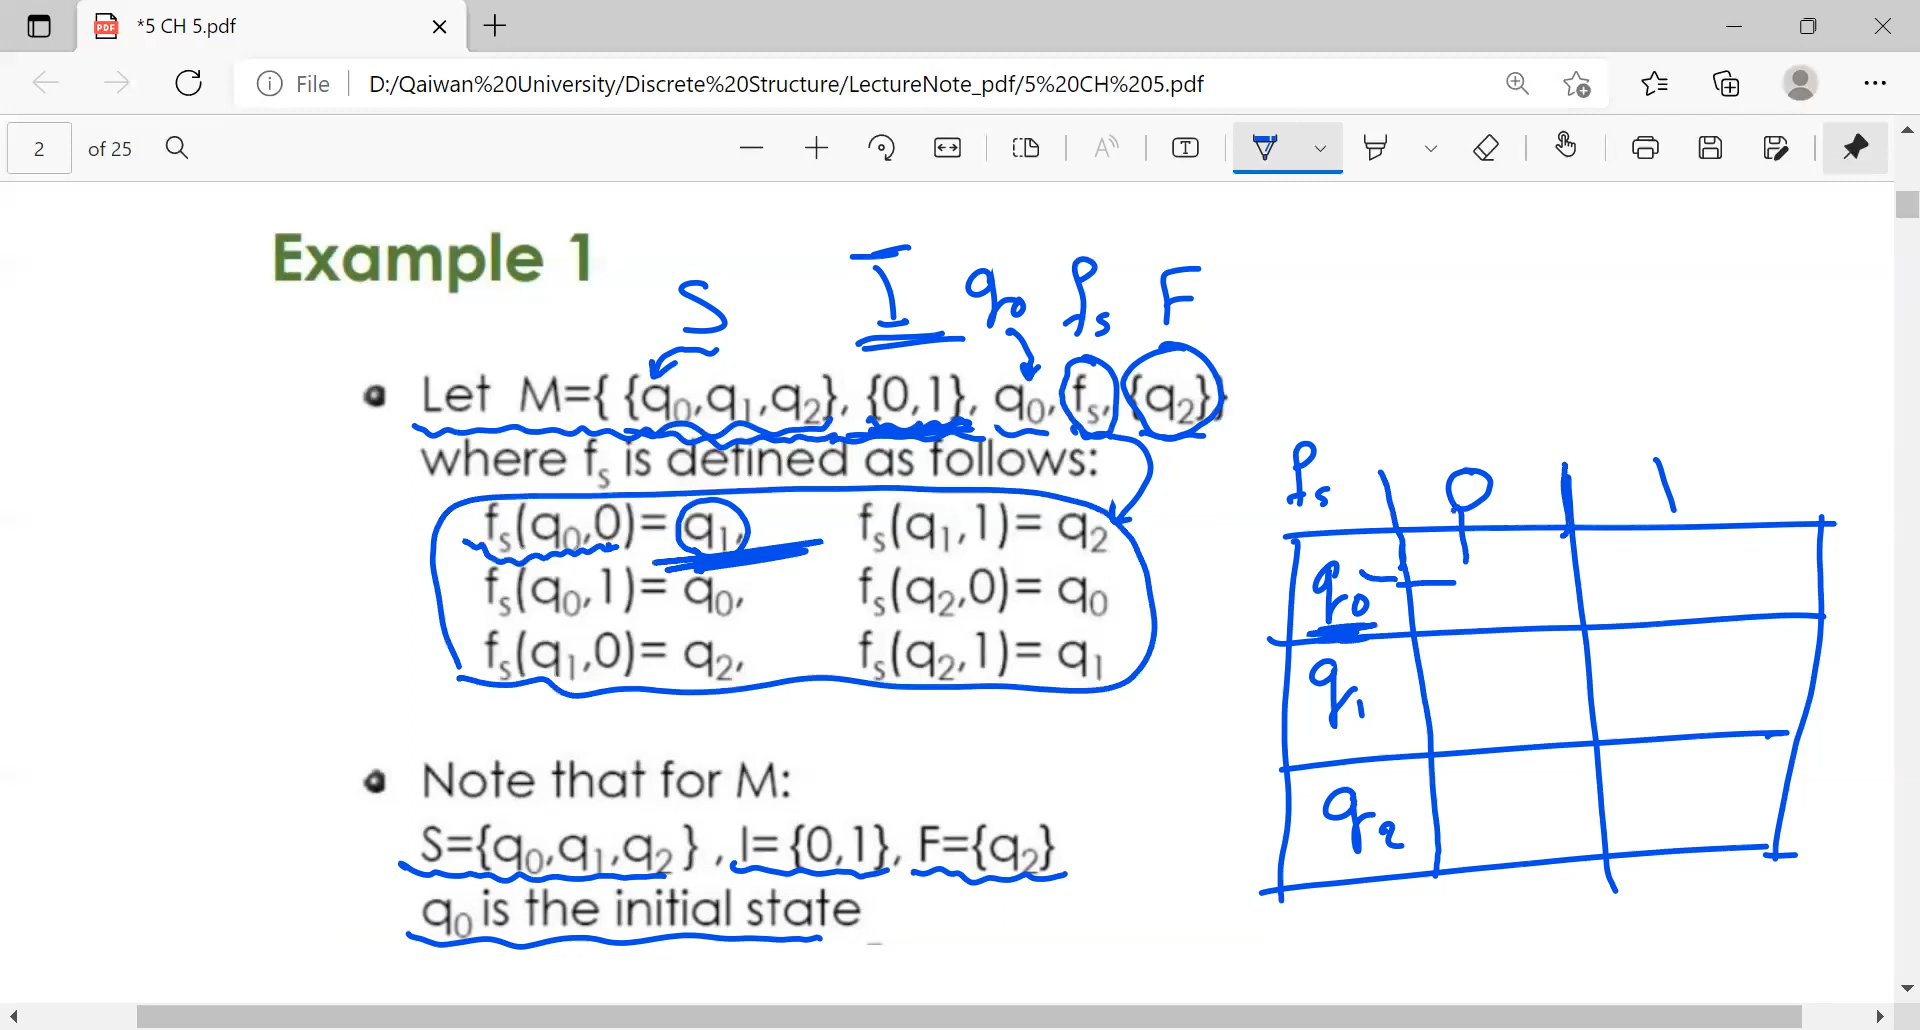 *5 CH 5.pdf
File D:/Qaiwan%20University/Discrete%20Structure/LectureNote_pdf/5%20CH%205.pdf
2 of 25
Example 1
S I q₀ fₛ F
Let M={ {q₀,q₁,q₂}, {0,1}, q₀, fₛ, {q₂}}
where fₛ is defined as follows:
fₛ(q₀,0)= q₁, fₛ(q₁,1)= q₂
fₛ(q₀,1)= q₀, fₛ(q₂,0)= q₀
fₛ(q₁,0)= q₂, fₛ(q₂,1)= q₁
Note that for M:
S={q₀,q₁,q₂} , I={0,1}, F={q₂}
q₀ is the initial state
fₛ 0 1
q₀
q₁
q₂